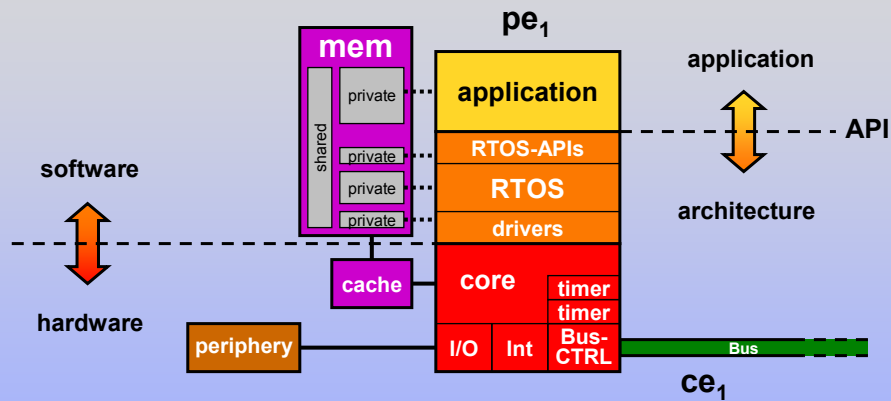 pe1
mem
shared
private
private
private
private
application
RTOS-APIs
RTOS
drivers
application
API
architecture
software
hardware
cache
core
timer
timer
periphery
I/O
Int
Bus-
CTRL
Bus
ce1